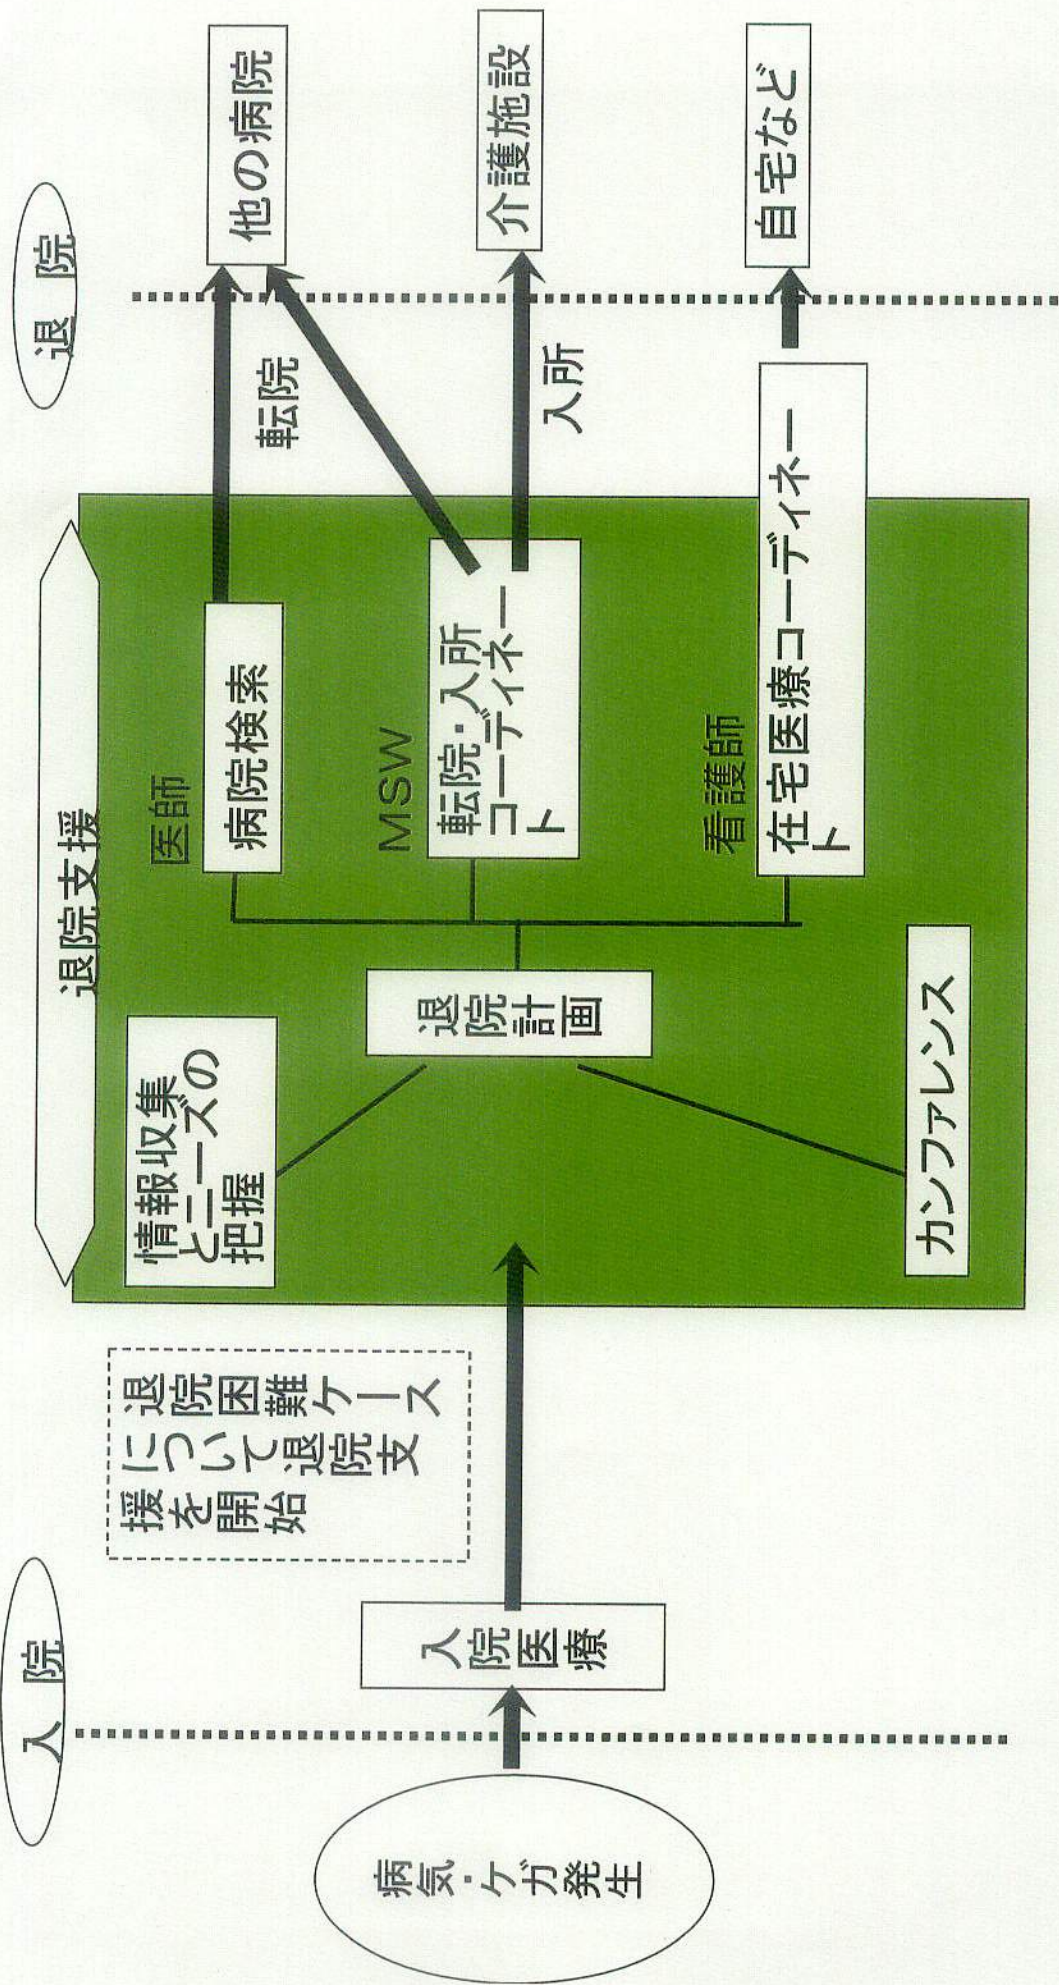 入　院
病気・ケガ発生
入院医療
退院困難ケース
について退院支
援を開始
退院支援
情報収集
とニーズの
把握
カンファレンス
退院計画
医師
病院検索
MSW
転院・入所
コーディネー
ト
看護師
在宅医療コーディネー
ト
転院
入所
退　院
他の病院
介護施設
自宅など